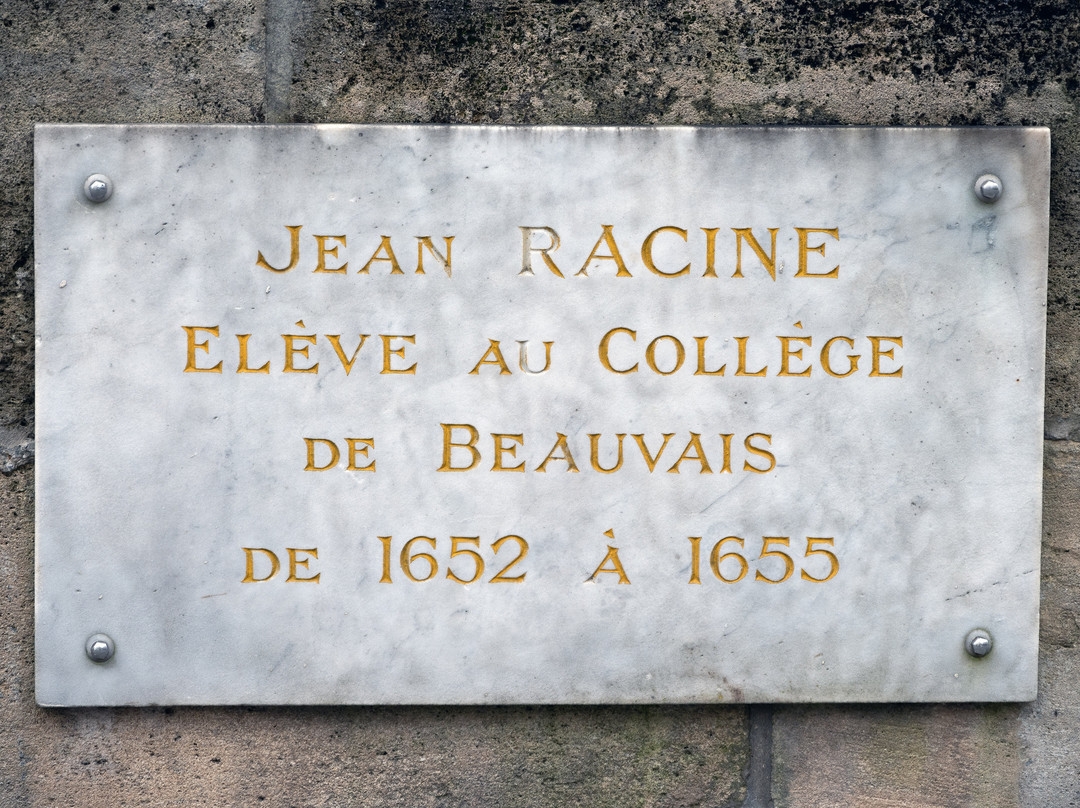 JEAN RACINE
ELÈVE AU COLLÈGE
DE BEAUVAIS
DE 1652 À 1655